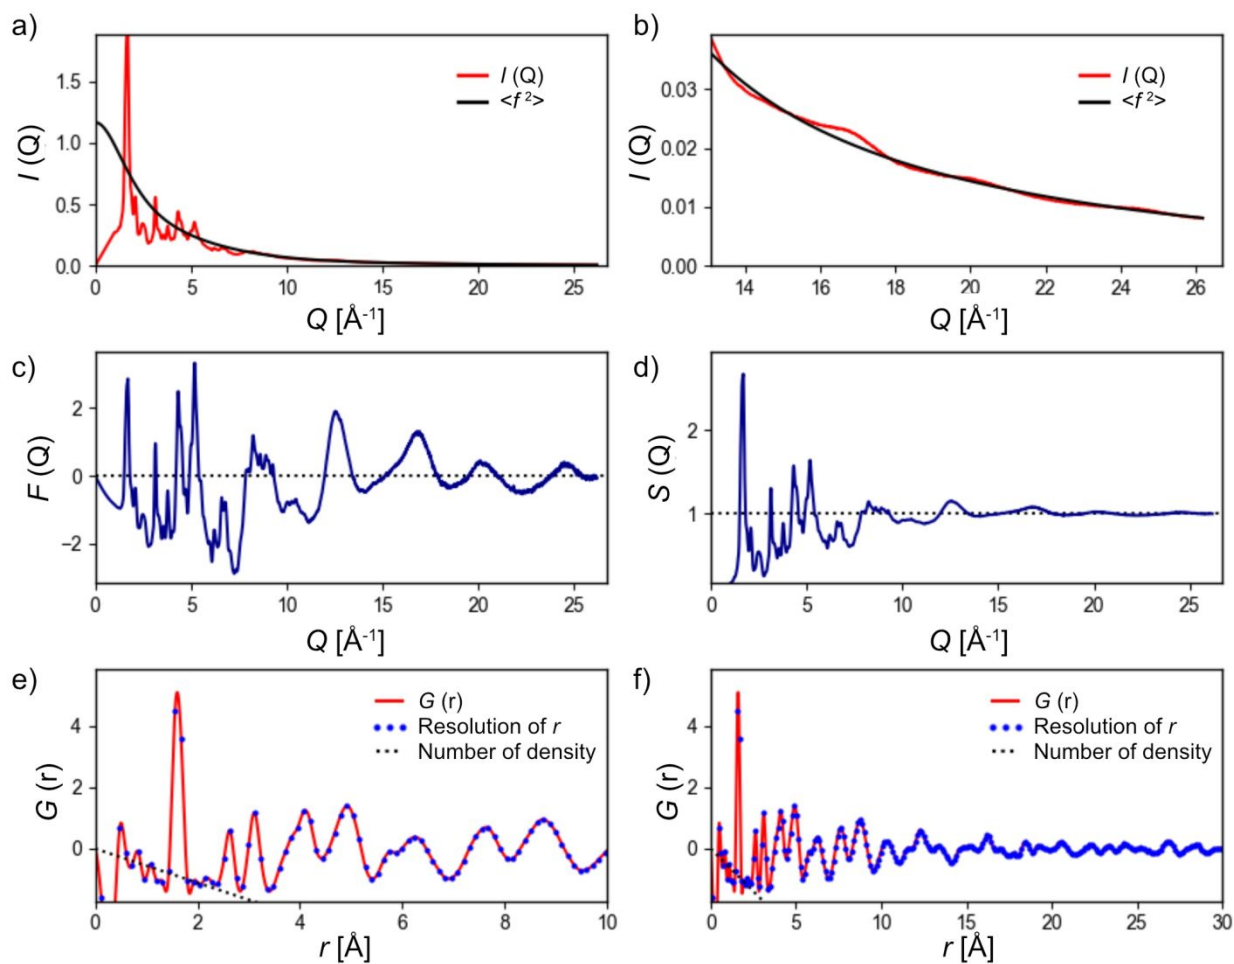 a)
I (Q)
1.5
1.0
0.5
0.0
I (Q)
<f ²>
0 5 10 15 20 25
Q [Å⁻¹]
b)
I (Q)
0.03
0.02
0.01
0.00
I (Q)
<f ²>
14 16 18 20 22 24 26
Q [Å⁻¹]
c)
F (Q)
2
0
−2
0 5 10 15 20 25
Q [Å⁻¹]
d)
S (Q)
2
1
0 5 10 15 20 25
Q [Å⁻¹]
e)
G (r)
4
2
0
G (r)
Resolution of r
Number of density
0 2 4 6 8 10
r [Å]
f)
G (r)
4
2
0
G (r)
Resolution of r
Number of density
0 5 10 15 20 25 30
r [Å]